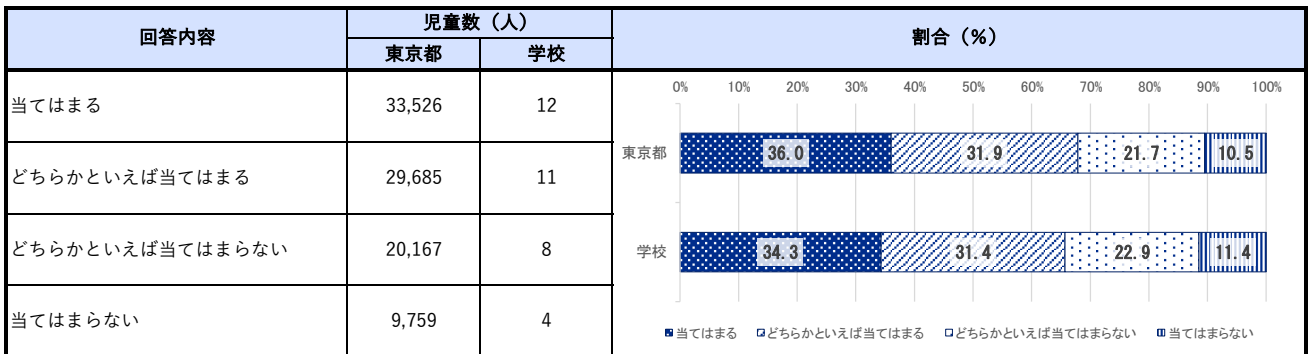 回答内容 児童数（人） 割合（%）
東京都 学校
0% 10% 20% 30% 40% 50% 60% 70% 80% 90% 100%
当てはまる 33,526 12
東京都 36.0 31.9 21.7 10.5
どちらかといえば当てはまる 29,685 11
どちらかといえば当てはまらない 20,167 8
学校 34.3 31.4 22.9 11.4
当てはまらない 9,759 4
当てはまる どちらかといえば当てはまる どちらかといえば当てはまらない 当てはまらない